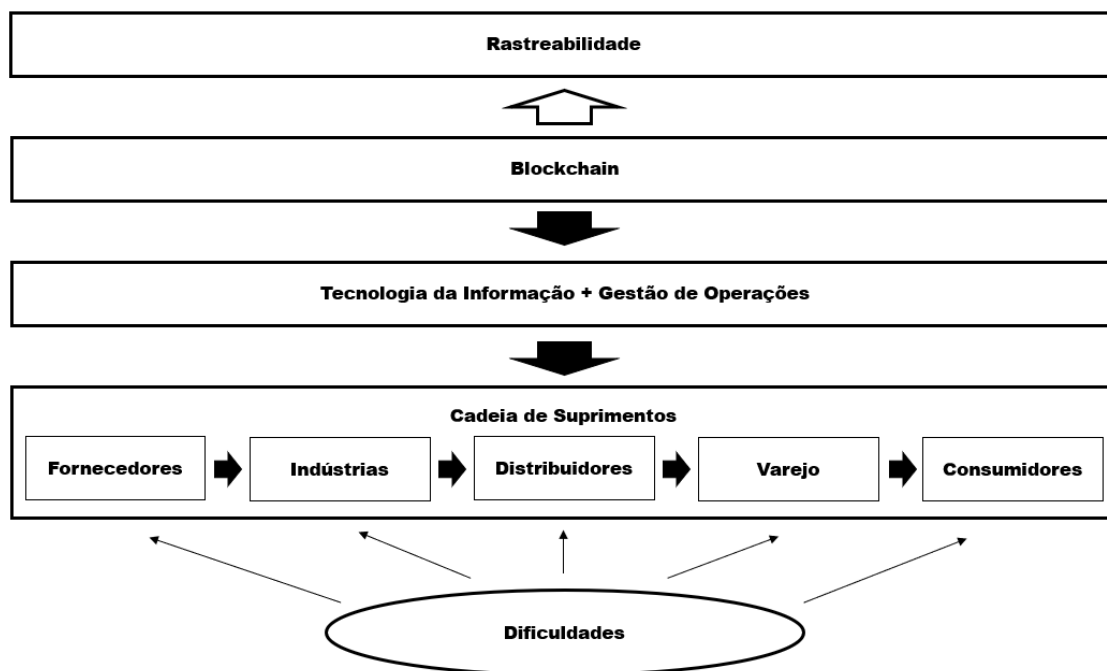 Rastreabilidade
Blockchain
Tecnologia da Informação + Gestão de Operações
Cadeia de Suprimentos
Fornecedores
Indústrias
Distribuidores
Varejo
Consumidores
Dificuldades